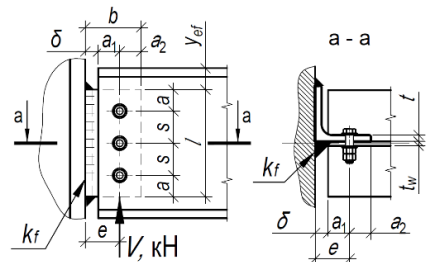 b
δ a₁ a₂ yef
a - a
a a
a
s l
s
a
t
tw
kf
kf
e
V, кН
δ a₁ a₂
e